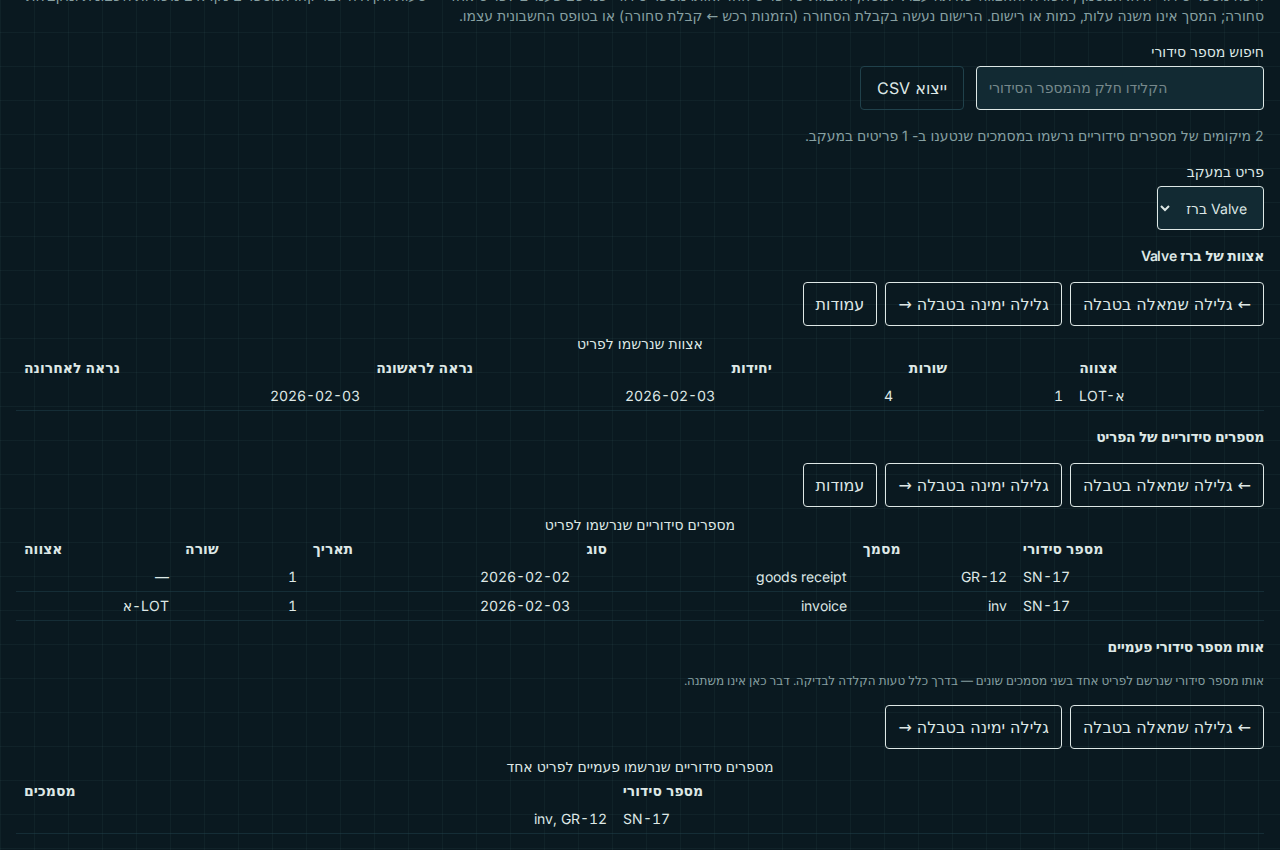 סחורה; המסך אינו משנה עלות, כמות או רישום. הרישום נעשה בקבלת הסחורה (הזמנות רכש ← קבלת סחורה) או בטופס החשבונית עצמו.
חיפוש מספר סידורי
הקלידו חלק מהמספר הסידורי
ייצוא CSV
2 מיקומים של מספרים סידוריים נרשמו במסמכים שנטענו ב- 1 פריטים במעקב.
פריט במעקב
ברז Valve
אצוות של ברז Valve
← גלילה שמאלה בטבלה
גלילה ימינה בטבלה →
עמודות
אצוות שנרשמו לפריט
אצווה שורות יחידות נראה לראשונה נראה לאחרונה
LOT-א 1 4 2026-02-03 2026-02-03
מספרים סידוריים של הפריט
← גלילה שמאלה בטבלה
גלילה ימינה בטבלה →
עמודות
מספרים סידוריים שנרשמו לפריט
מספר סידורי מסמך סוג תאריך שורה אצווה
SN-17 GR-12 goods receipt 2026-02-02 1 —
SN-17 inv invoice 2026-02-03 1 LOT-א
אותו מספר סידורי פעמיים
אותו מספר סידורי שנרשם לפריט אחד בשני מסמכים שונים — בדרך כלל טעות הקלדה לבדיקה. דבר כאן אינו משתנה.
← גלילה שמאלה בטבלה
גלילה ימינה בטבלה →
מספרים סידוריים שנרשמו פעמיים לפריט אחד
מספר סידורי מסמכים
SN-17 inv, GR-12